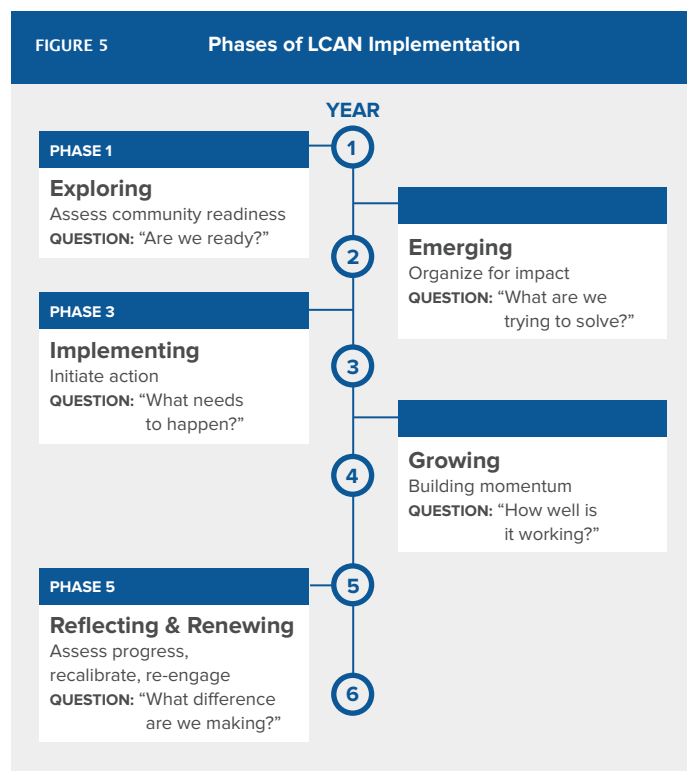 FIGURE 5
Phases of LCAN Implementation
YEAR
1
PHASE 1
Exploring
Assess community readiness
QUESTION: “Are we ready?”
Emerging
Organize for impact
QUESTION: “What are we
trying to solve?”
2
PHASE 3
Implementing
Initiate action
QUESTION: “What needs
to happen?”
3
Growing
Building momentum
QUESTION: “How well is
it working?”
4
PHASE 5
Reflecting & Renewing
Assess progress,
recalibrate, re-engage
QUESTION: “What difference
are we making?”
5
6